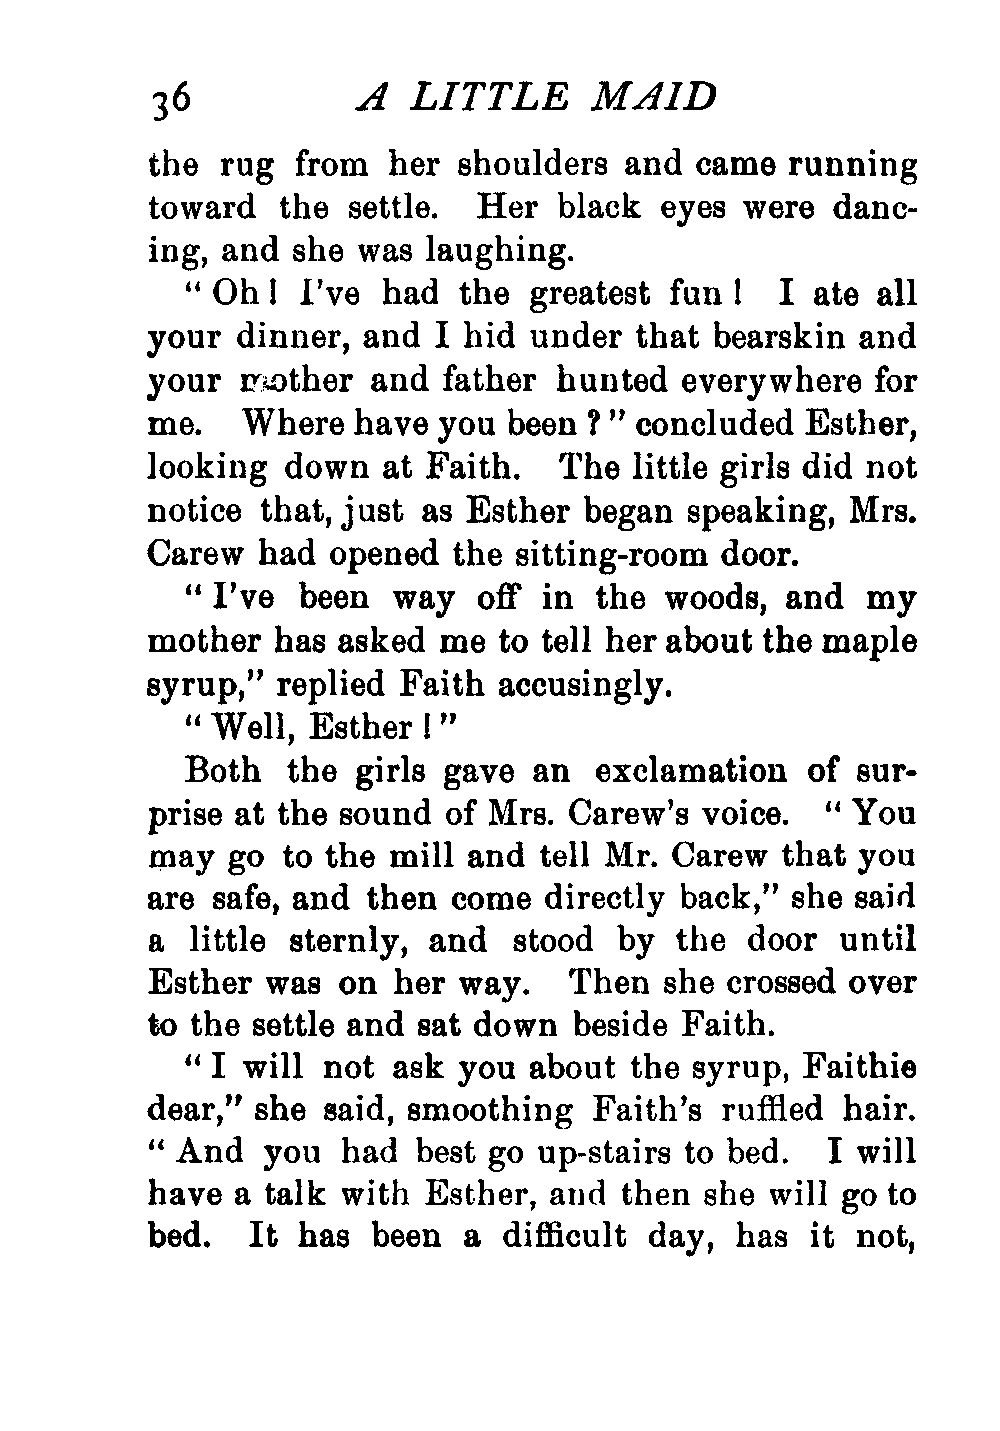 36 A LITTLE MAID
the rug from her shoulders and came running
toward the settle. Her black eyes were danc-
ing, and she was laughing.
“ Oh ! I’ve had the greatest fun ! I ate all
your dinner, and I hid under that bearskin and
your mother and father hunted everywhere for
me. Where have you been ? ” concluded Esther,
looking down at Faith. The little girls did not
notice that, just as Esther began speaking, Mrs.
Carew had opened the sitting-room door.
“ I’ve been way off in the woods, and my
mother has asked me to tell her about the maple
syrup,” replied Faith accusingly.
“ Well, Esther ! ”
Both the girls gave an exclamation of sur-
prise at the sound of Mrs. Carew’s voice. “ You
may go to the mill and tell Mr. Carew that you
are safe, and then come directly back,” she said
a little sternly, and stood by the door until
Esther was on her way. Then she crossed over
to the settle and sat down beside Faith.
“ I will not ask you about the syrup, Faithie
dear,” she said, smoothing Faith’s ruffled hair.
“ And you had best go up-stairs to bed. I will
have a talk with Esther, and then she will go to
bed. It has been a difficult day, has it not,